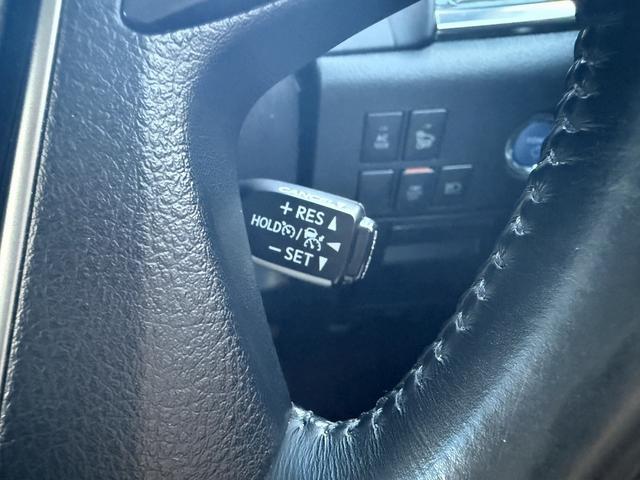 CANCEL
+ RES
HOLD /
− SET